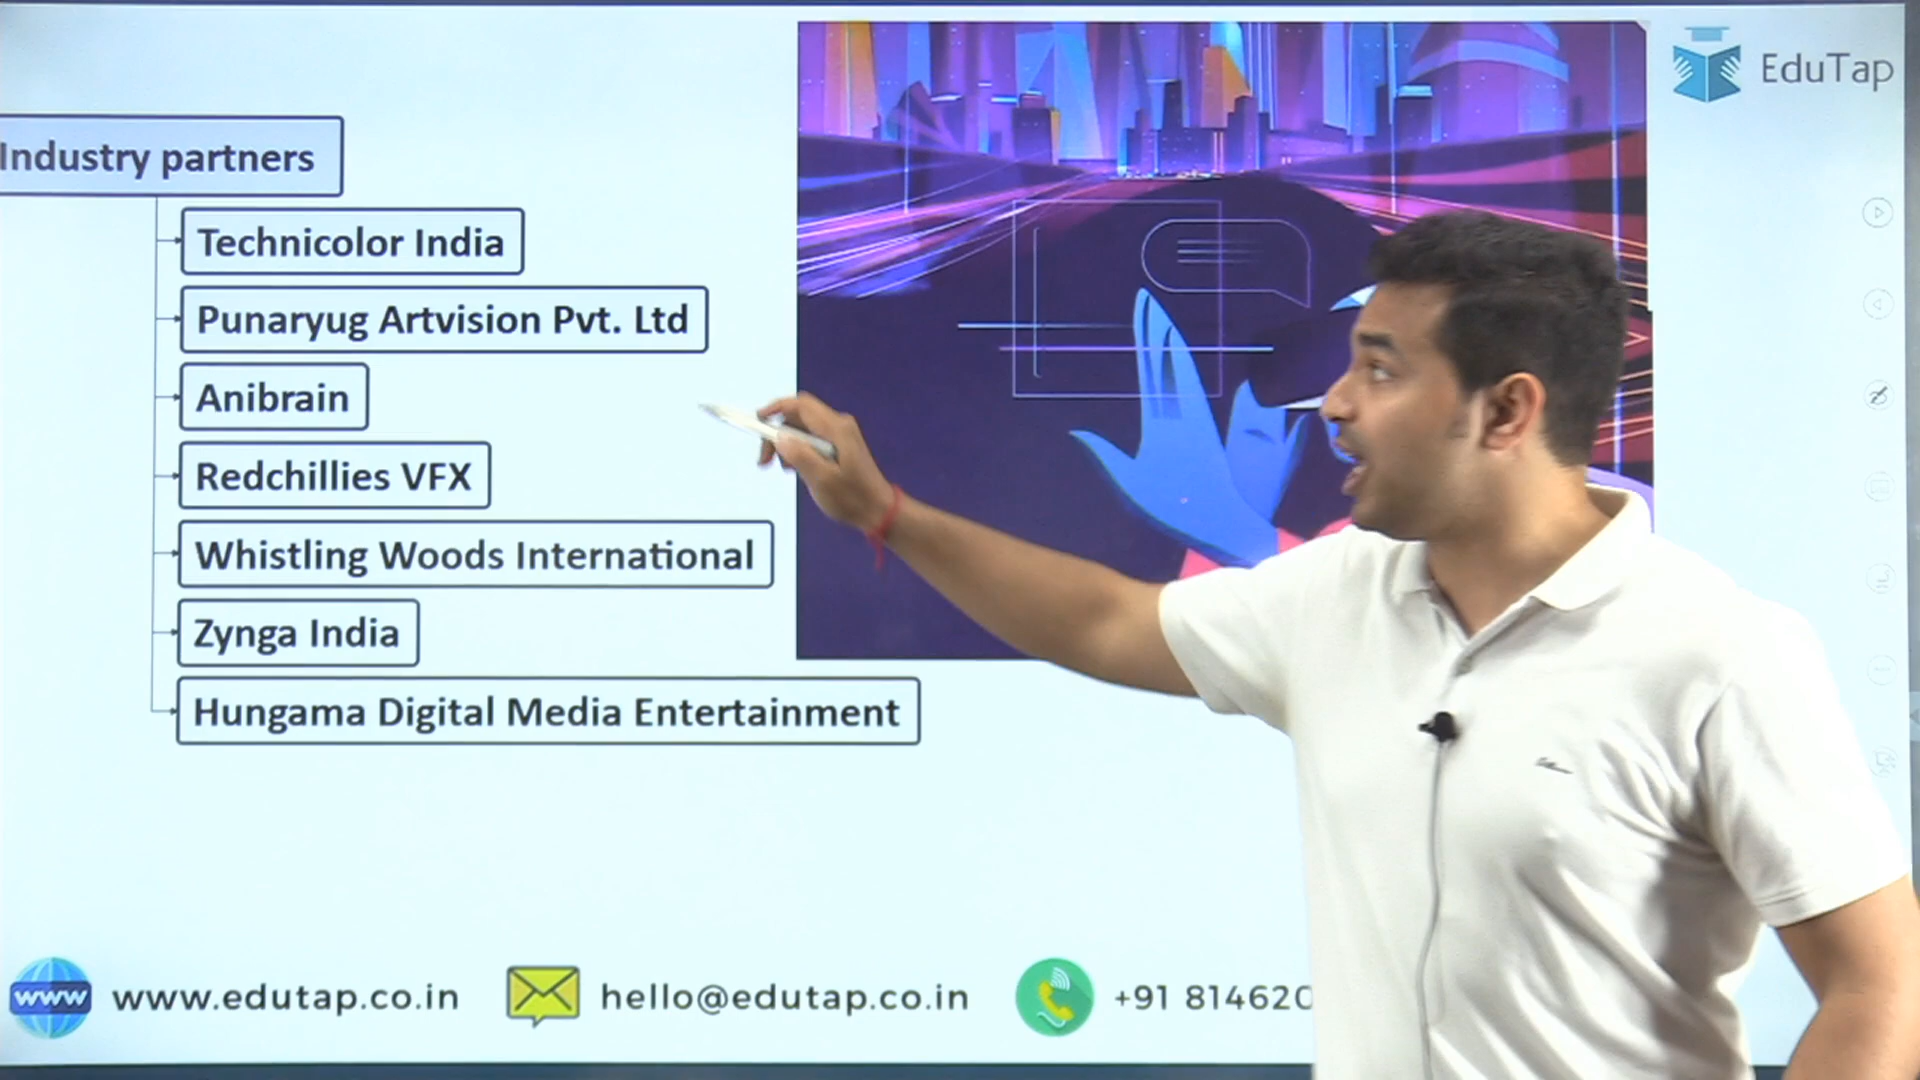 EduTap
Industry partners
Technicolor India
Punaryug Artvision Pvt. Ltd
Anibrain
Redchillies VFX
Whistling Woods International
Zynga India
Hungama Digital Media Entertainment
www
www.edutap.co.in
hello@edutap.co.in
+91 814620